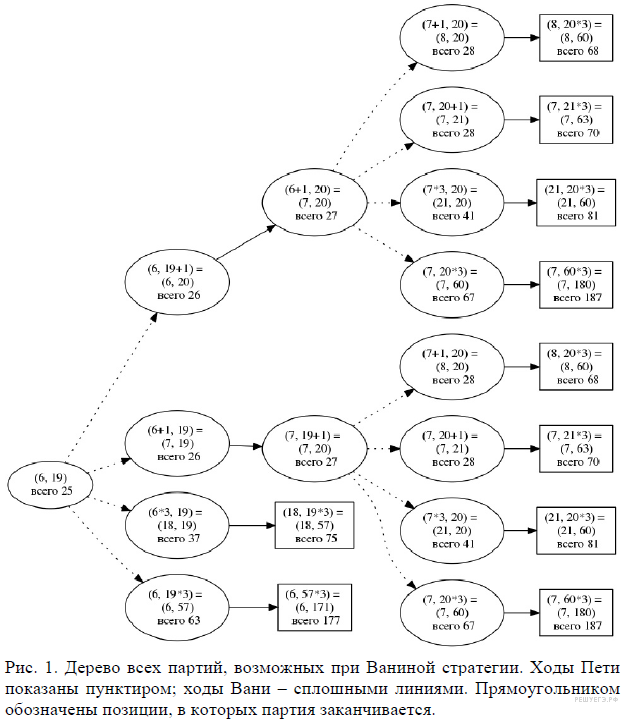 (7+1, 20) =
(8, 20)
всего 28
(8, 20*3) =
(8, 60)
всего 68
(7, 20+1) =
(7, 21)
всего 28
(7, 21*3) =
(7, 63)
всего 70
(6+1, 20) =
(7, 20)
всего 27
(7*3, 20) =
(21, 20)
всего 41
(21, 20*3) =
(21, 60)
всего 81
(6, 19+1) =
(6, 20)
всего 26
(7, 20*3) =
(7, 60)
всего 67
(7, 60*3) =
(7, 180)
всего 187
(7+1, 20) =
(8, 20)
всего 28
(8, 20*3) =
(8, 60)
всего 68
(6+1, 19) =
(7, 19)
всего 26
(7, 19+1) =
(7, 20)
всего 27
(7, 20+1) =
(7, 21)
всего 28
(7, 21*3) =
(7, 63)
всего 70
(6, 19)
всего 25
(6*3, 19) =
(18, 19)
всего 37
(18, 19*3) =
(18, 57)
всего 75
(7*3, 20) =
(21, 20)
всего 41
(21, 20*3) =
(21, 60)
всего 81
(6, 19*3) =
(6, 57)
всего 63
(6, 57*3) =
(6, 171)
всего 177
(7, 20*3) =
(7, 60)
всего 67
(7, 60*3) =
(7, 180)
всего 187
Рис. 1. Дерево всех партий, возможных при Ваниной стратегии. Ходы Пети
показаны пунктиром; ходы Вани – сплошными линиями. Прямоугольником
обозначены позиции, в которых партия заканчивается.
РЕШУЕГЭ.РФ